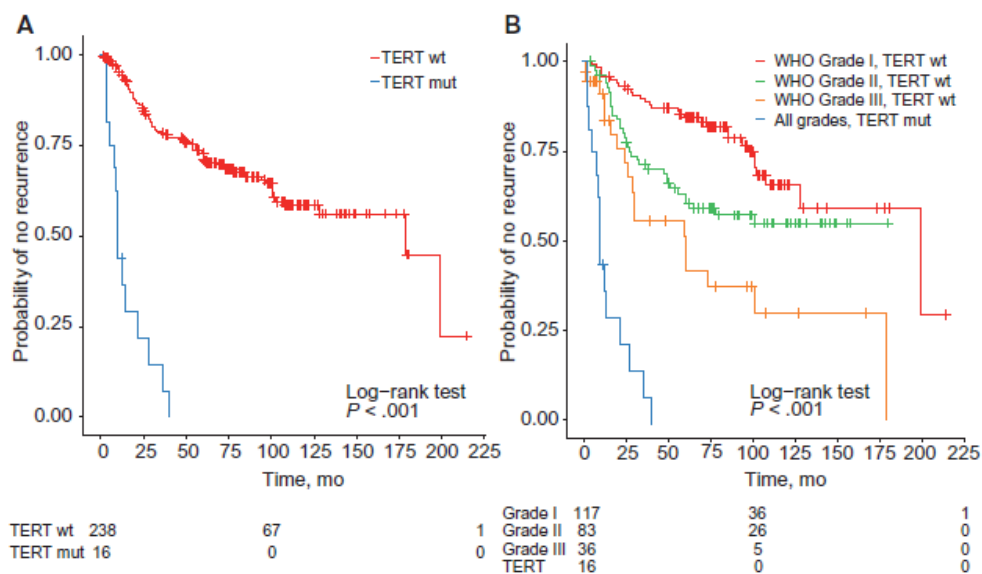 A
Probability of no recurrence
1.00
0.75
0.50
0.25
0.00
TERT wt
TERT mut
Log-rank test
P < .001
0 25 50 75 100 125 150 175 200 225
Time, mo
TERT wt 238 67 1
TERT mut 16 0 0
B
Probability of no recurrence
1.00
0.75
0.50
0.25
0.00
WHO Grade I, TERT wt
WHO Grade II, TERT wt
WHO Grade III, TERT wt
All grades, TERT mut
Log-rank test
P < .001
0 25 50 75 100 125 150 175 200 225
Time, mo
Grade I 117 36 1
Grade II 83 26 0
Grade III 36 5 0
TERT 16 0 0